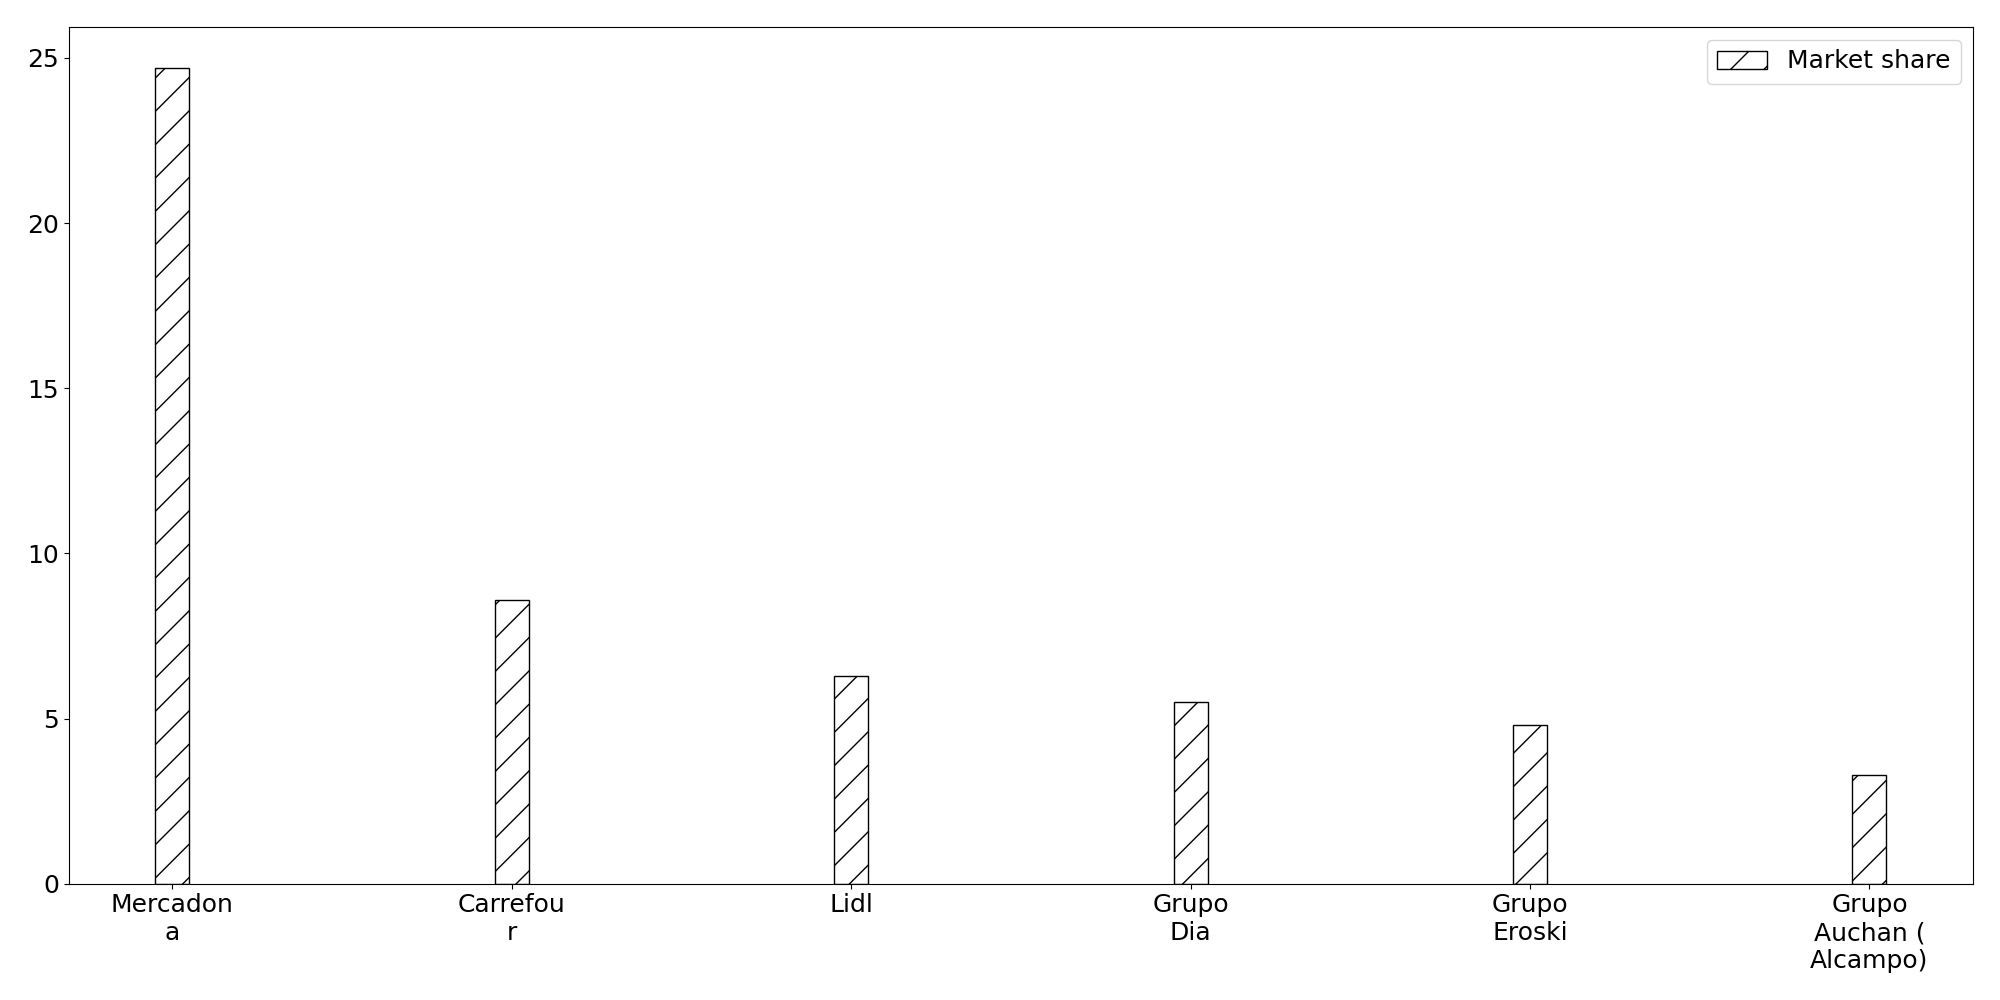 25
20
15
10
5
0
Market share
Mercadon
a
Carrefou
r
Lidl
Grupo
Dia
Grupo
Eroski
Grupo
Auchan (
Alcampo)